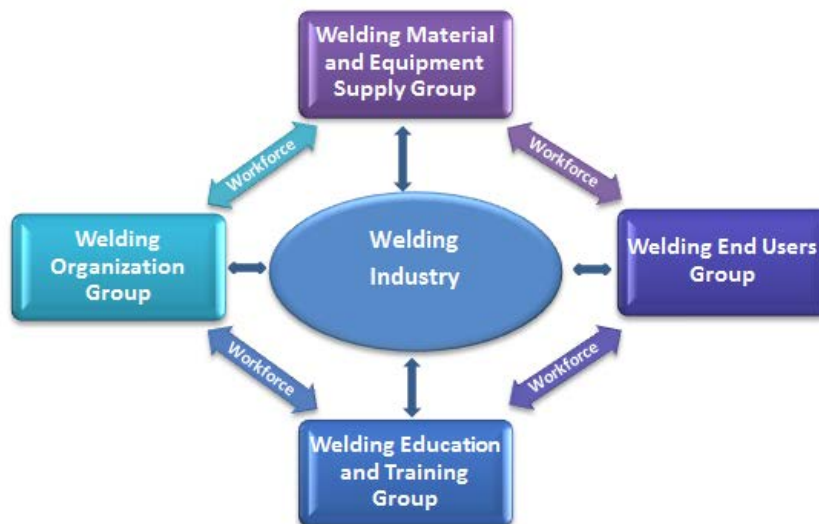 Welding Material
and Equipment
Supply Group
Workforce
Workforce
Welding
Organization
Group
Welding
Industry
Welding End Users
Group
Workforce
Workforce
Welding Education
and Training
Group